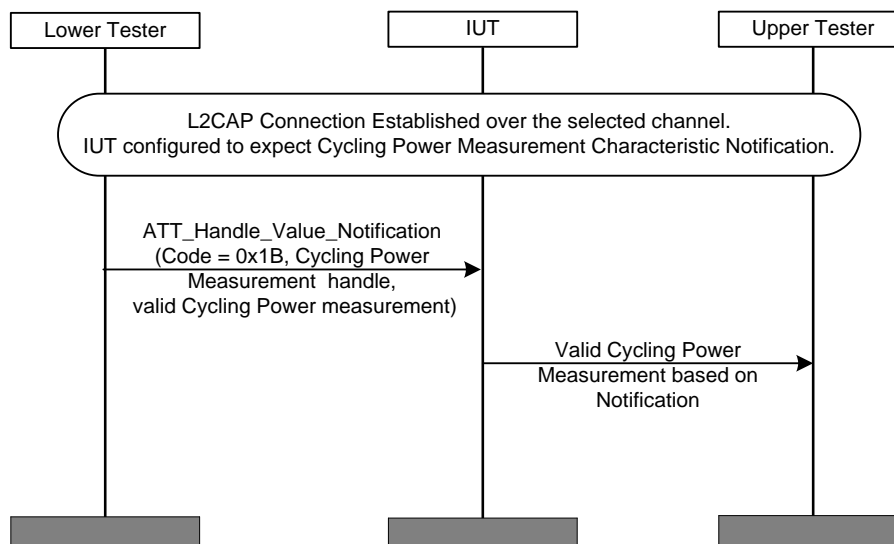 Lower Tester
IUT
Upper Tester
L2CAP Connection Established over the selected channel.
IUT configured to expect Cycling Power Measurement Characteristic Notification.
ATT_Handle_Value_Notification
(Code = 0x1B, Cycling Power
Measurement handle,
valid Cycling Power measurement)
Valid Cycling Power
Measurement based on
Notification